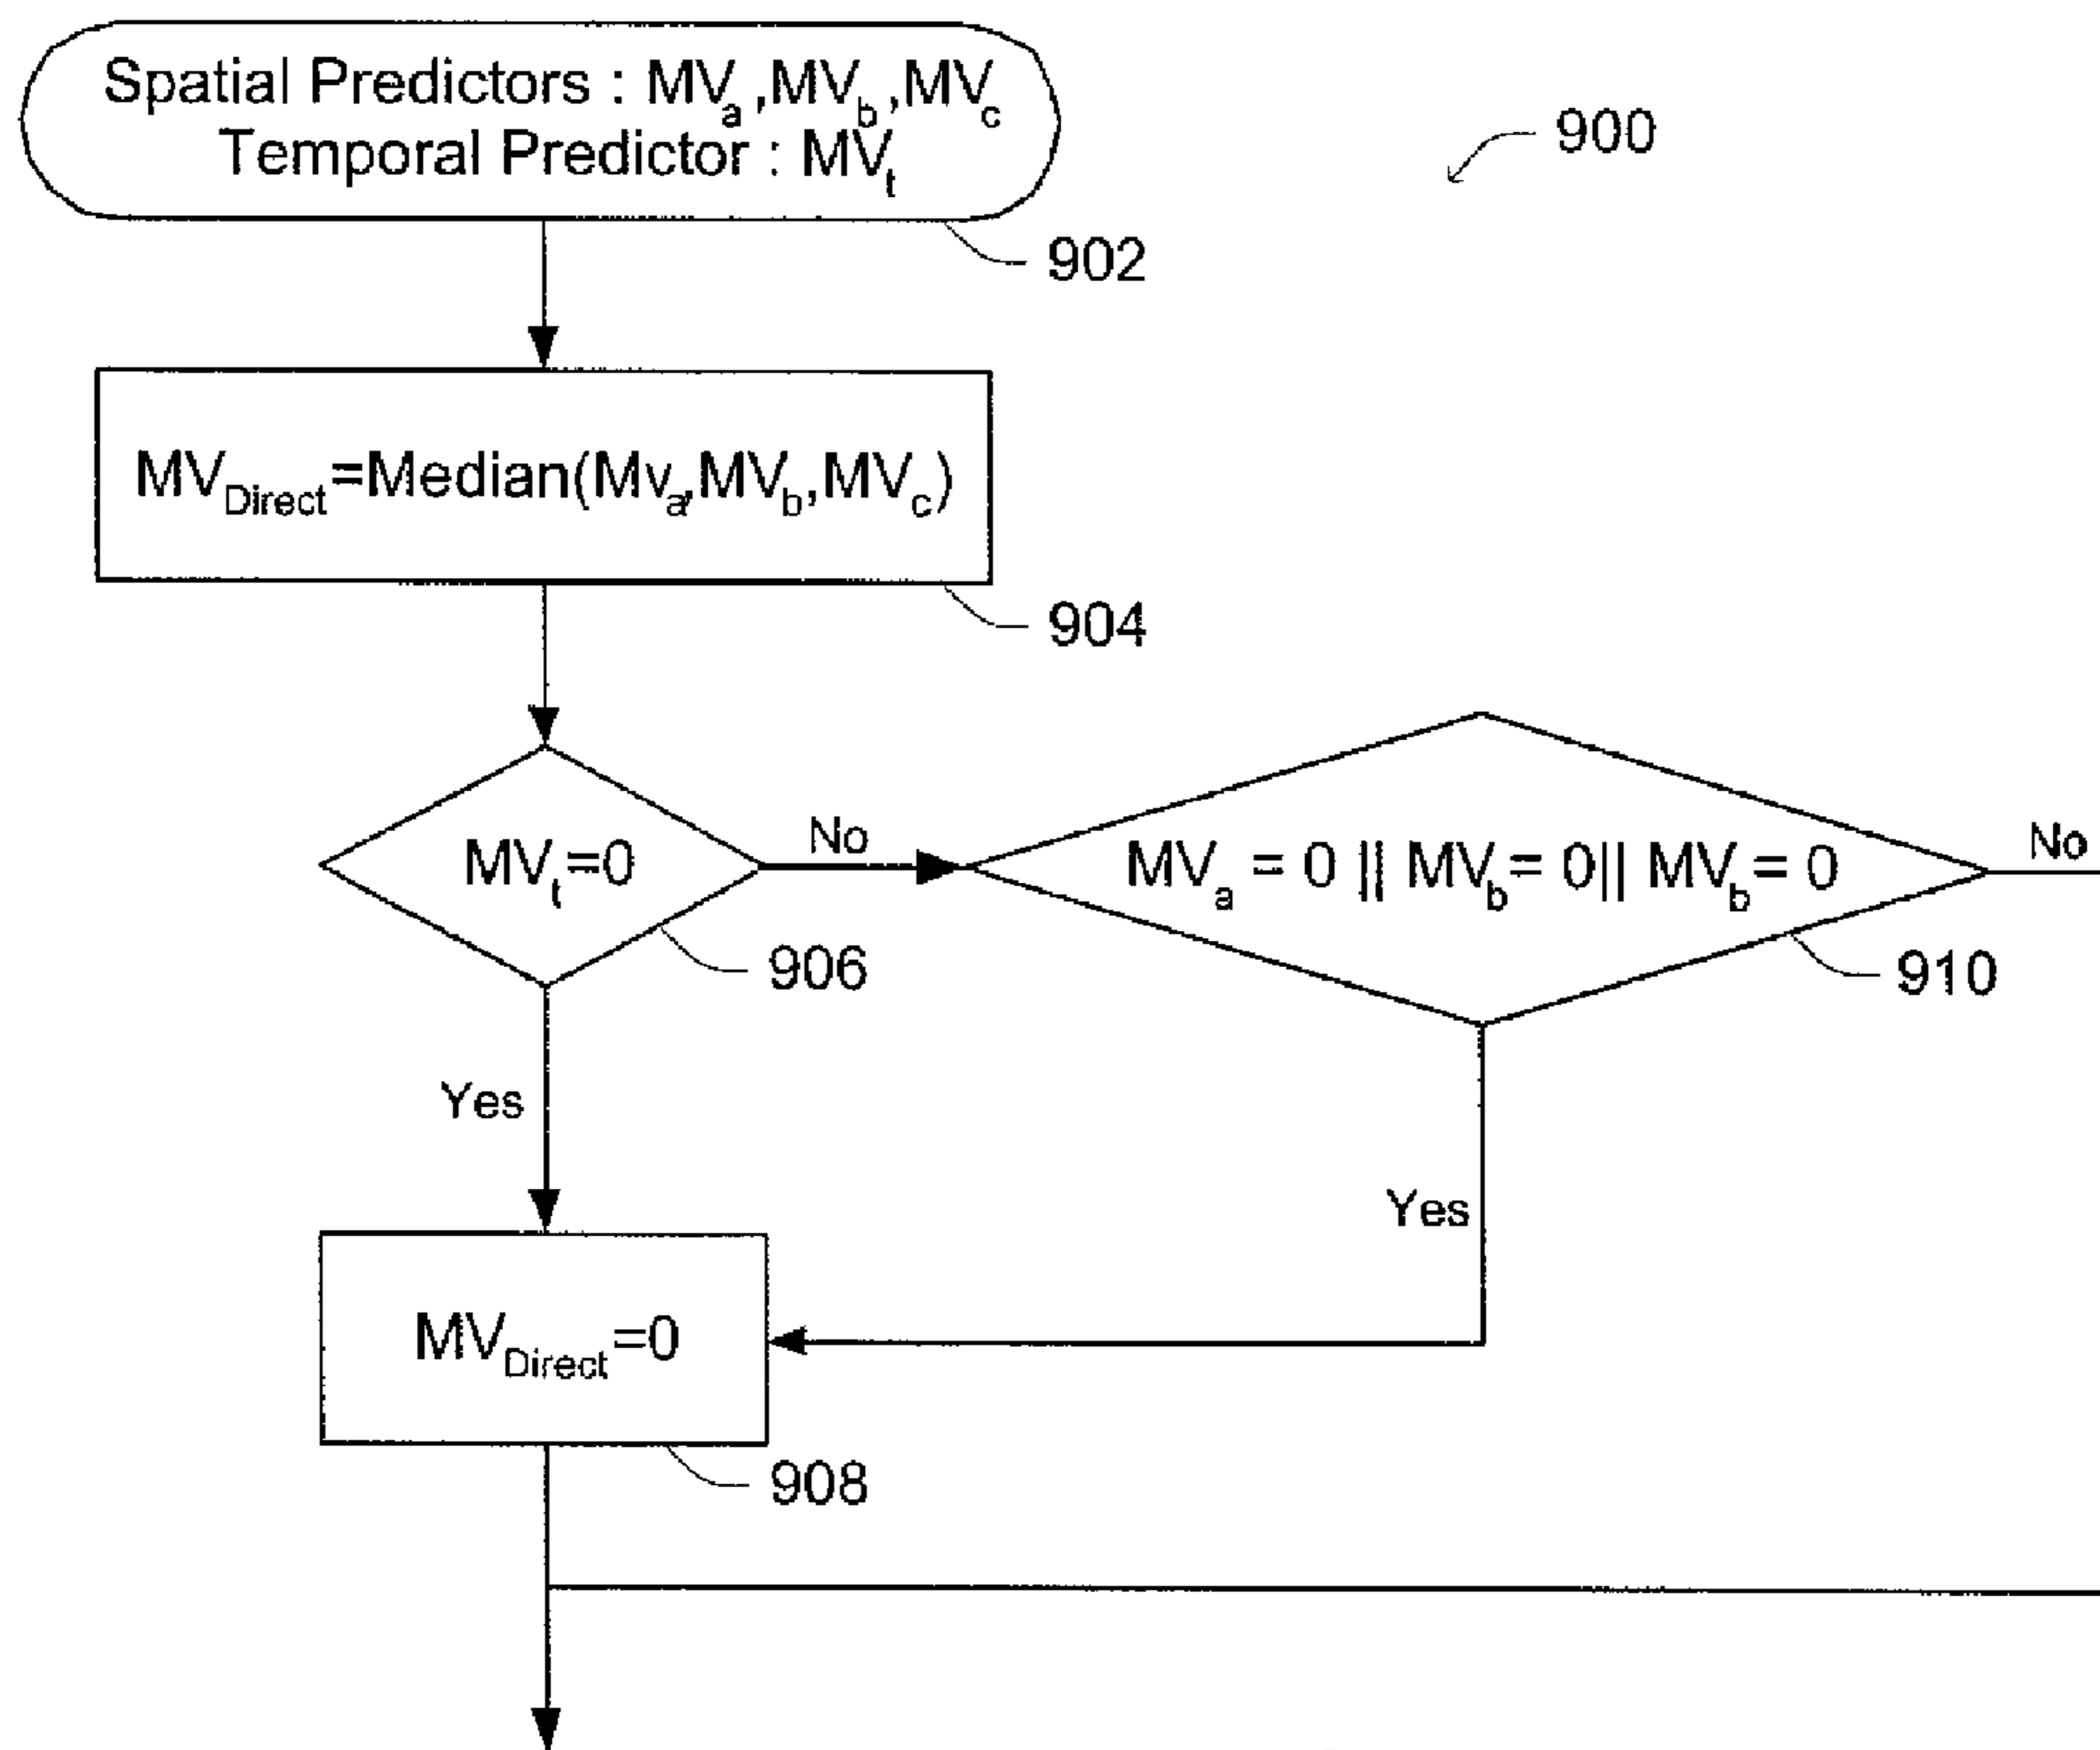 Spatial Predictors : MVa,MVb,MVc
Temporal Predictor : MVt
900
902
MVDirect=Median(Mva,MVb,MVc)
904
MVt=0
No
MVa = 0 || MVb= 0|| MVb= 0
No
906
910
Yes
Yes
MVDirect=0
908